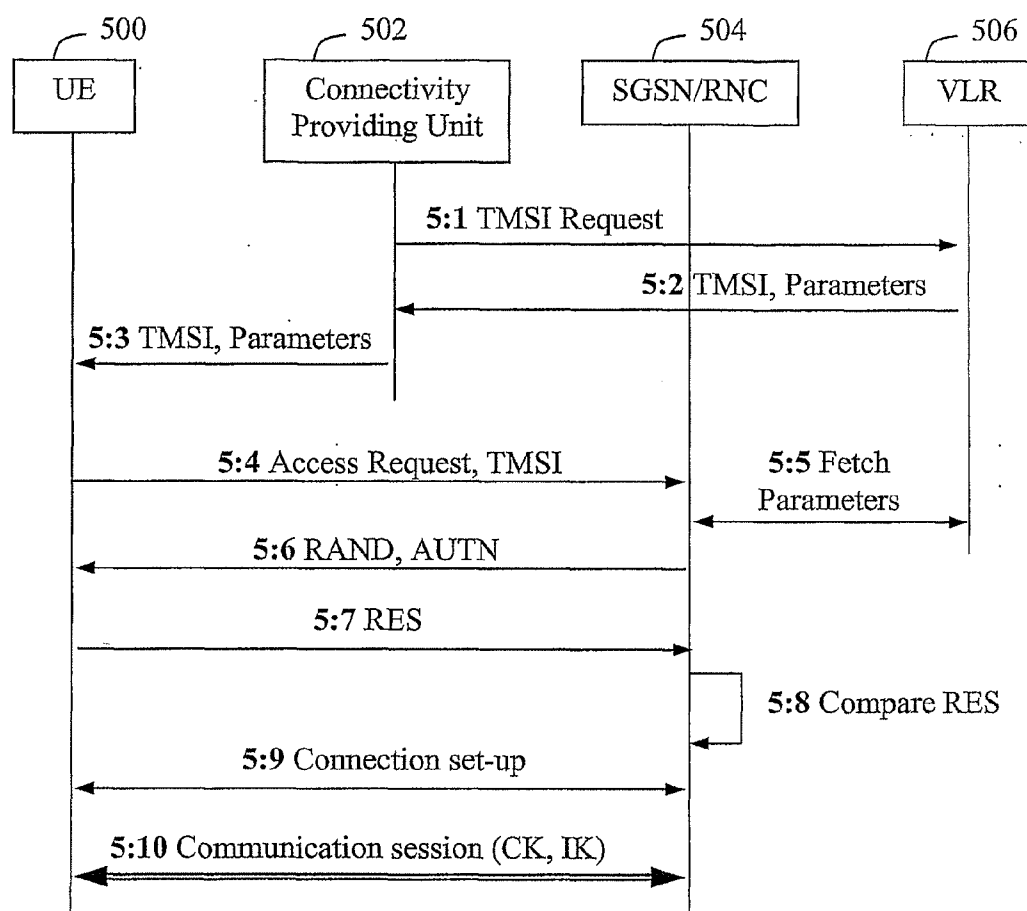 500
502
504
506
UE
Connectivity
Providing Unit
SGSN/RNC
VLR
5:1 TMSI Request
5:2 TMSI, Parameters
5:3 TMSI, Parameters
5:4 Access Request, TMSI
5:5 Fetch
Parameters
5:6 RAND, AUTN
5:7 RES
5:8 Compare RES
5:9 Connection set-up
5:10 Communication session (CK, IK)